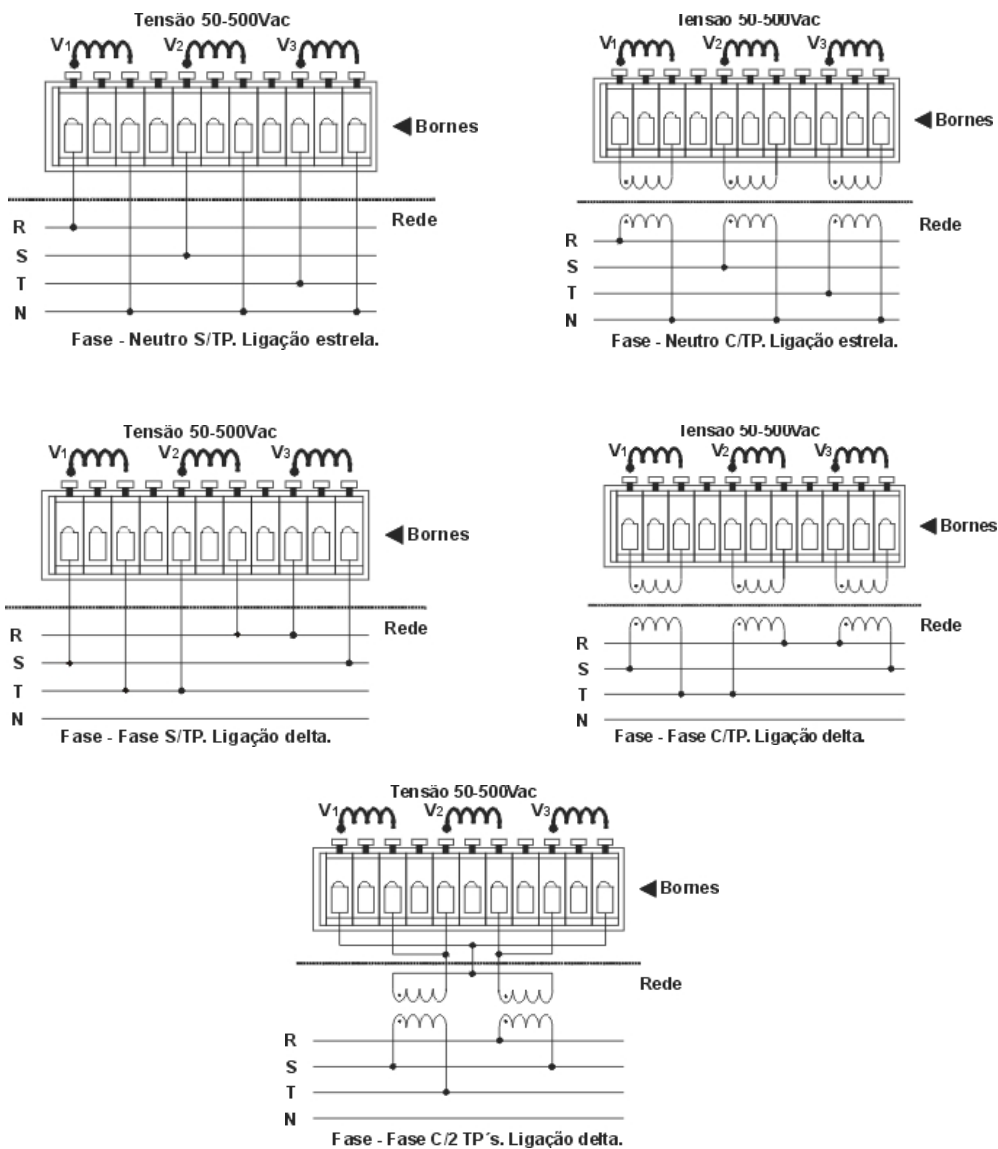 Tensão 50-500Vac
V1 V2 V3
Bornes
Rede
R
S
T
N
Fase - Neutro S/TP. Ligação estrela.
Tensão 50-500Vac
V1 V2 V3
Bornes
Rede
R
S
T
N
Fase - Neutro C/TP. Ligação estrela.
Tensão 50-500Vac
V1 V2 V3
Bornes
Rede
R
S
T
N
Fase - Fase S/TP. Ligação delta.
Tensão 50-500Vac
V1 V2 V3
Bornes
Rede
R
S
T
N
Fase - Fase C/TP. Ligação delta.
Tensão 50-500Vac
V1 V2 V3
Bornes
Rede
R
S
T
N
Fase - Fase C/2 TP´s. Ligação delta.